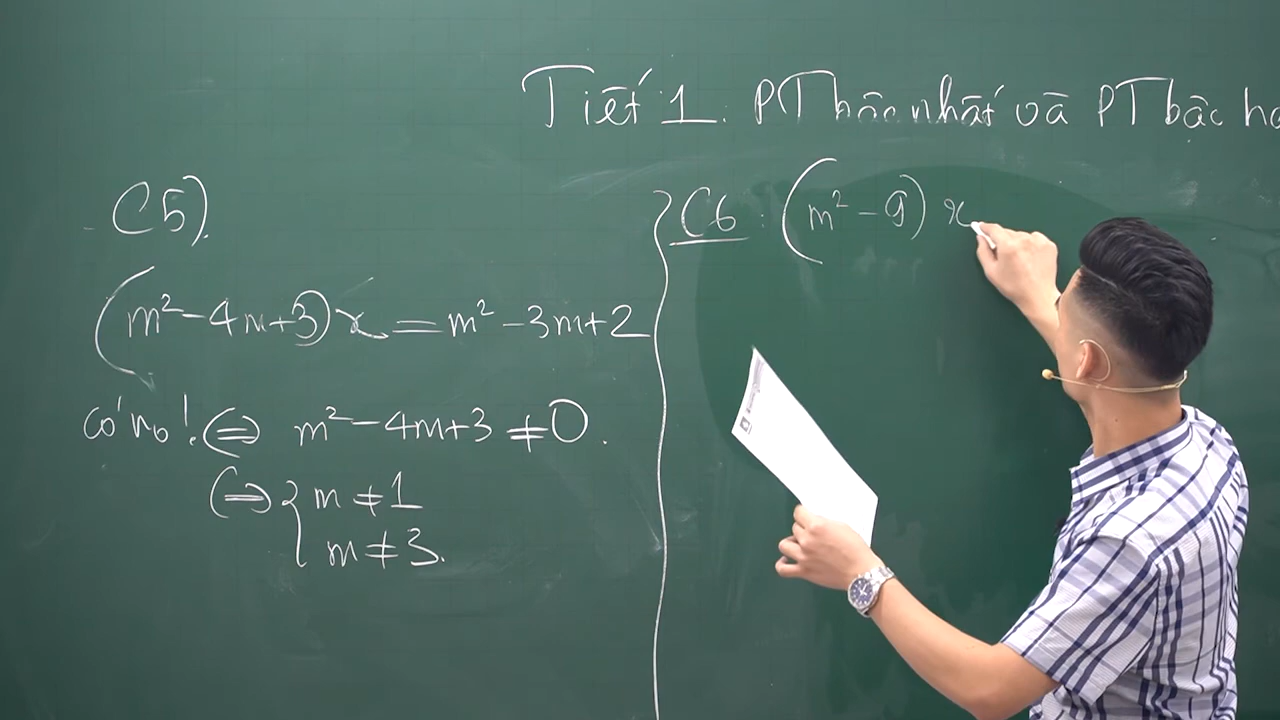 Tiết 1: PT bậc nhất và PT bậc ha
C5)
(m² - 4m + 3)x = m² - 3m + 2
có n₀! ⇔ m² - 4m + 3 ≠ 0.
⇔ { m ≠ 1
m ≠ 3.
C6: (m² - 9)x